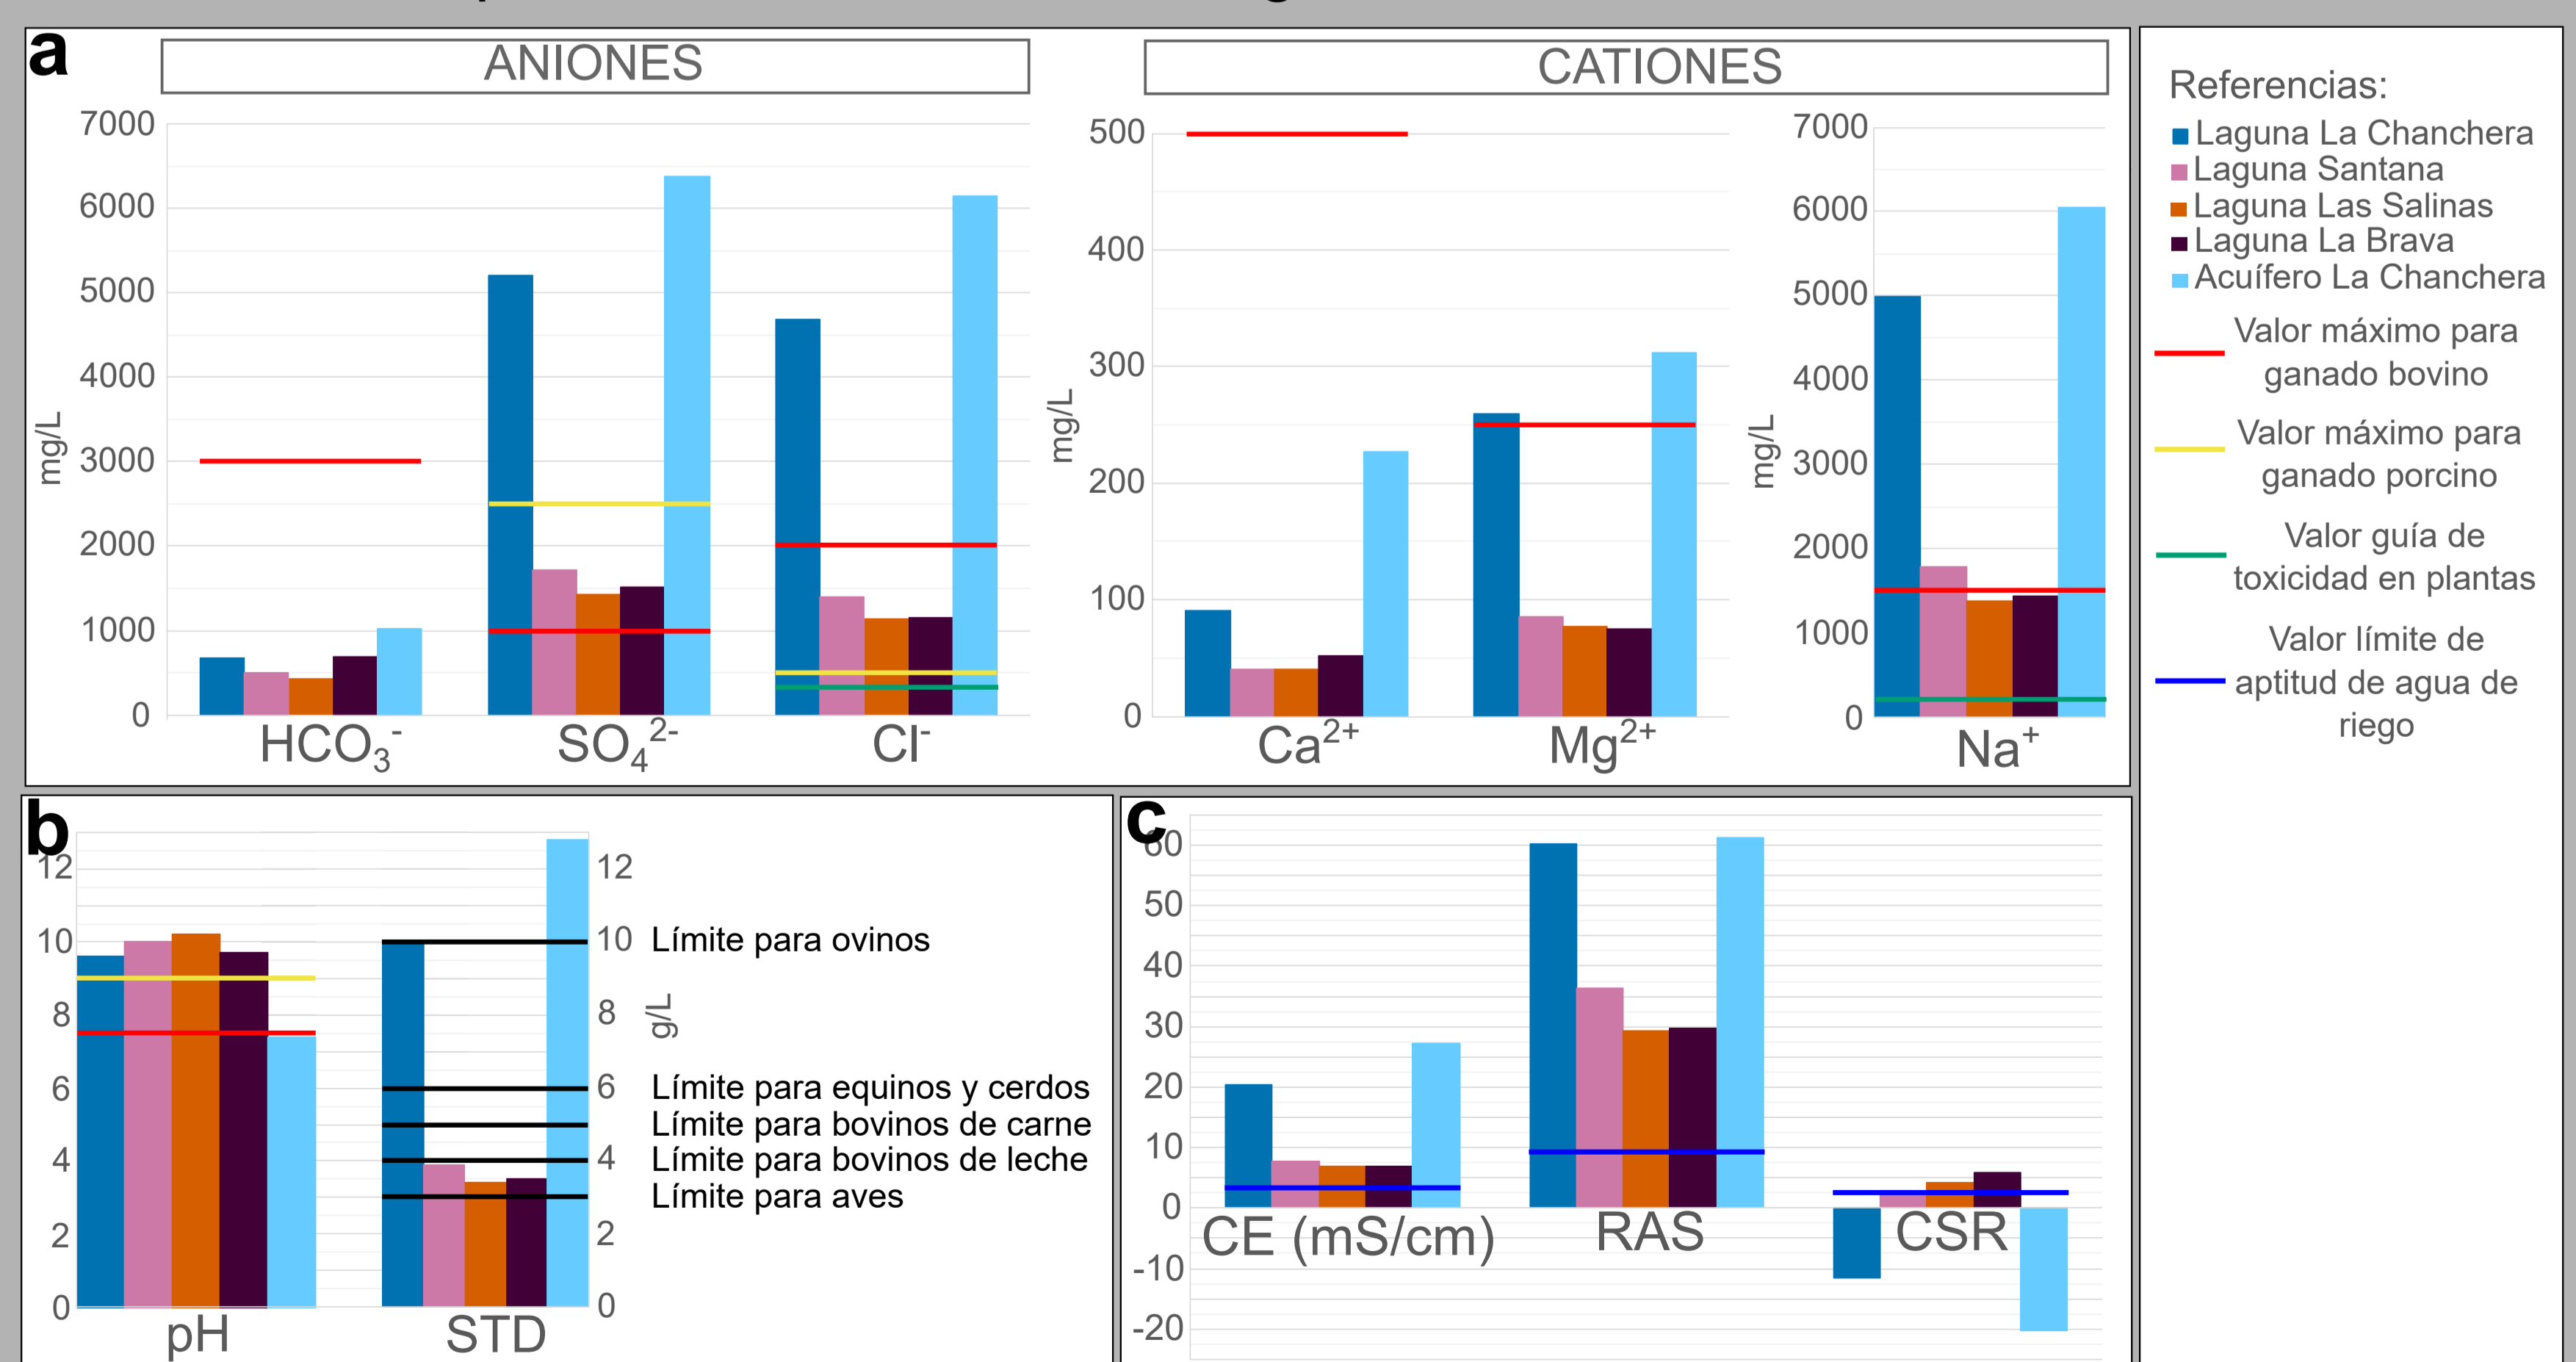 a
ANIONES
7000
6000
5000
4000
3000
2000
1000
0
mg/L
HCO₃⁻
SO₄²⁻
Cl⁻
CATIONES
500
400
300
200
100
0
mg/L
Ca²⁺
Mg²⁺
7000
6000
5000
4000
3000
2000
1000
0
mg/L
Na⁺
Referencias:
Laguna La Chanchera
Laguna Santana
Laguna Las Salinas
Laguna La Brava
Acuífero La Chanchera
Valor máximo para
ganado bovino
Valor máximo para
ganado porcino
Valor guía de
toxicidad en plantas
Valor límite de
aptitud de agua de
riego
b
12
10
8
6
4
2
0
pH
STD
12
10
8
6
4
2
0
g/L
Límite para ovinos
Límite para equinos y cerdos
Límite para bovinos de carne
Límite para bovinos de leche
Límite para aves
c
60
50
40
30
20
10
0
-10
-20
CE (mS/cm)
RAS
CSR